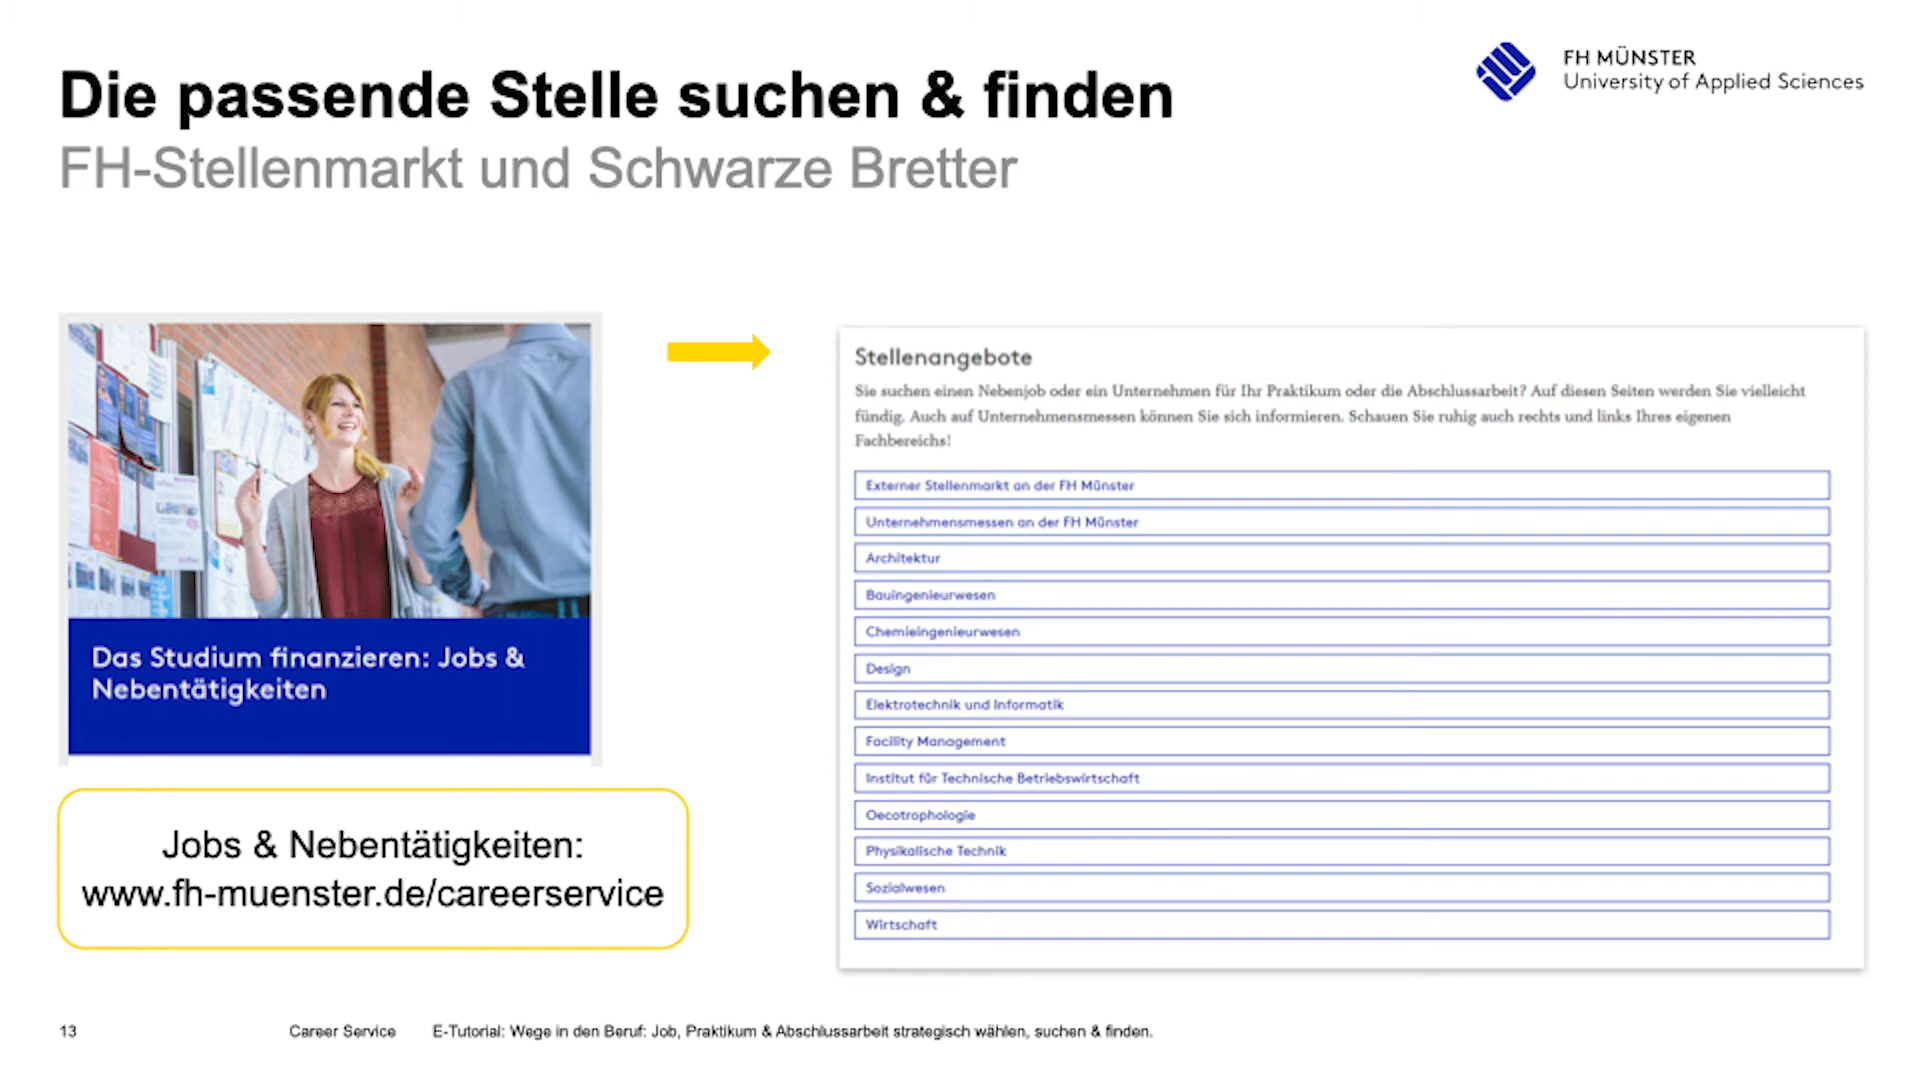 Die passende Stelle suchen & finden
FH-Stellenmarkt und Schwarze Bretter
FH MÜNSTER
University of Applied Sciences
Das Studium finanzieren: Jobs &
Nebentätigkeiten
Jobs & Nebentätigkeiten:
www.fh-muenster.de/careerservice
Stellenangebote
Sie suchen einen Nebenjob oder ein Unternehmen für Ihr Praktikum oder die Abschlussarbeit? Auf diesen Seiten werden Sie vielleicht
fündig. Auch auf Unternehmensmessen können Sie sich informieren. Schauen Sie ruhig auch rechts und links Ihres eigenen
Fachbereichs!
Externer Stellenmarkt an der FH Münster
Unternehmensmessen an der FH Münster
Architektur
Bauingenieurwesen
Chemieingenieurwesen
Design
Elektrotechnik und Informatik
Facility Management
Institut für Technische Betriebswirtschaft
Oecotrophologie
Physikalische Technik
Sozialwesen
Wirtschaft
13 Career Service E-Tutorial: Wege in den Beruf: Job, Praktikum & Abschlussarbeit strategisch wählen, suchen & finden.